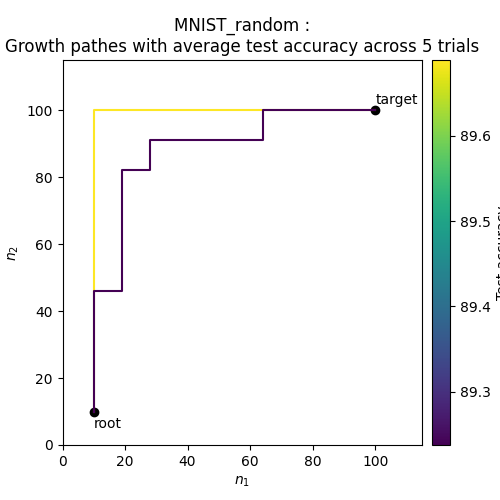 MNIST_random :
Growth pathes with average test accuracy across 5 trials
target
100
80
60
40
20
0
n₂
root
0 20 40 60 80 100
n₁
89.6
89.5
89.4
89.3
Test accuracy